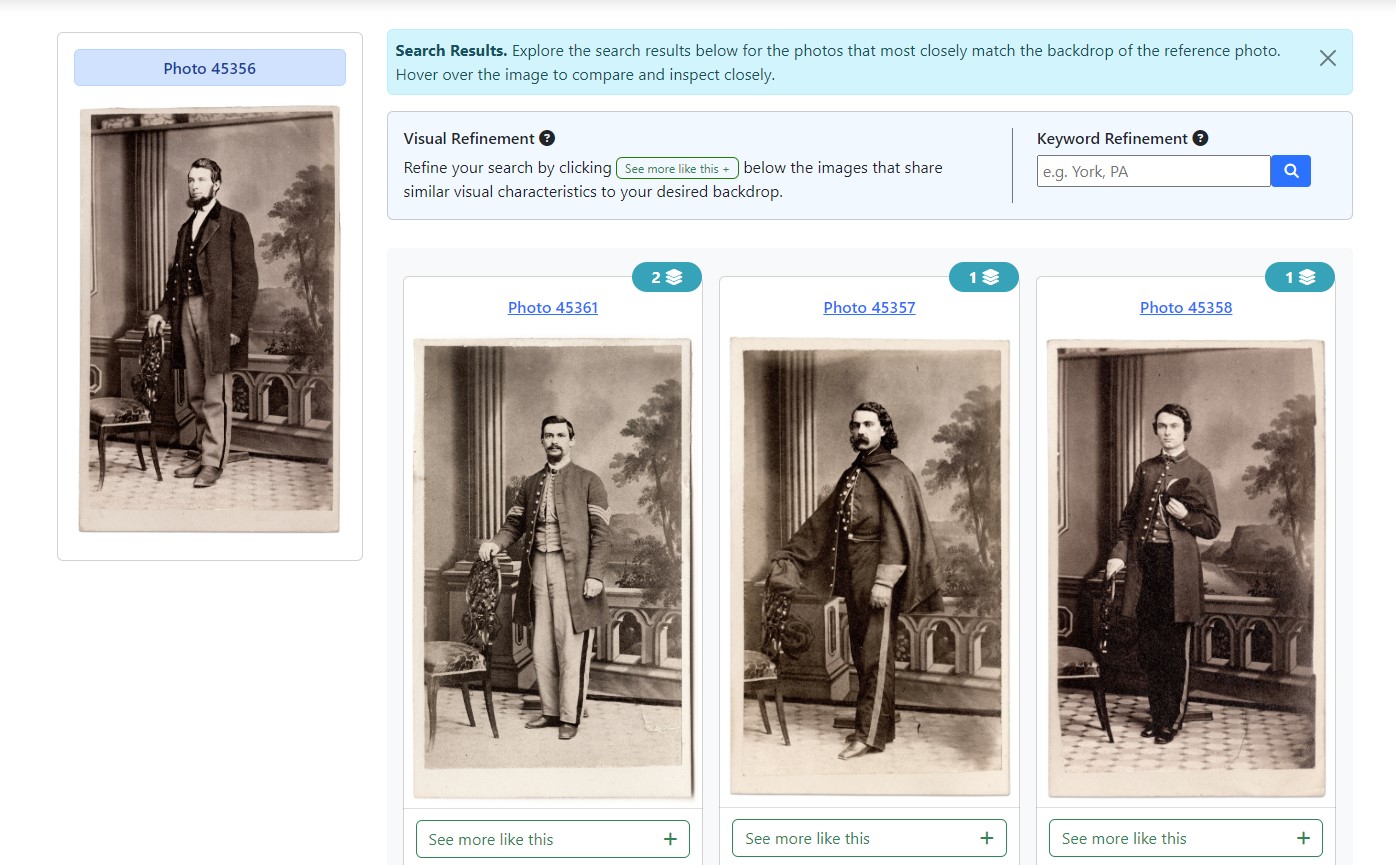 Photo 45356
Search Results. Explore the search results below for the photos that most closely match the backdrop of the reference photo.
Hover over the image to compare and inspect closely.
Visual Refinement ?
Refine your search by clicking See more like this + below the images that share
similar visual characteristics to your desired backdrop.
Keyword Refinement ?
e.g. York, PA
2
Photo 45361
1
Photo 45357
1
Photo 45358
See more like this +
See more like this +
See more like this +